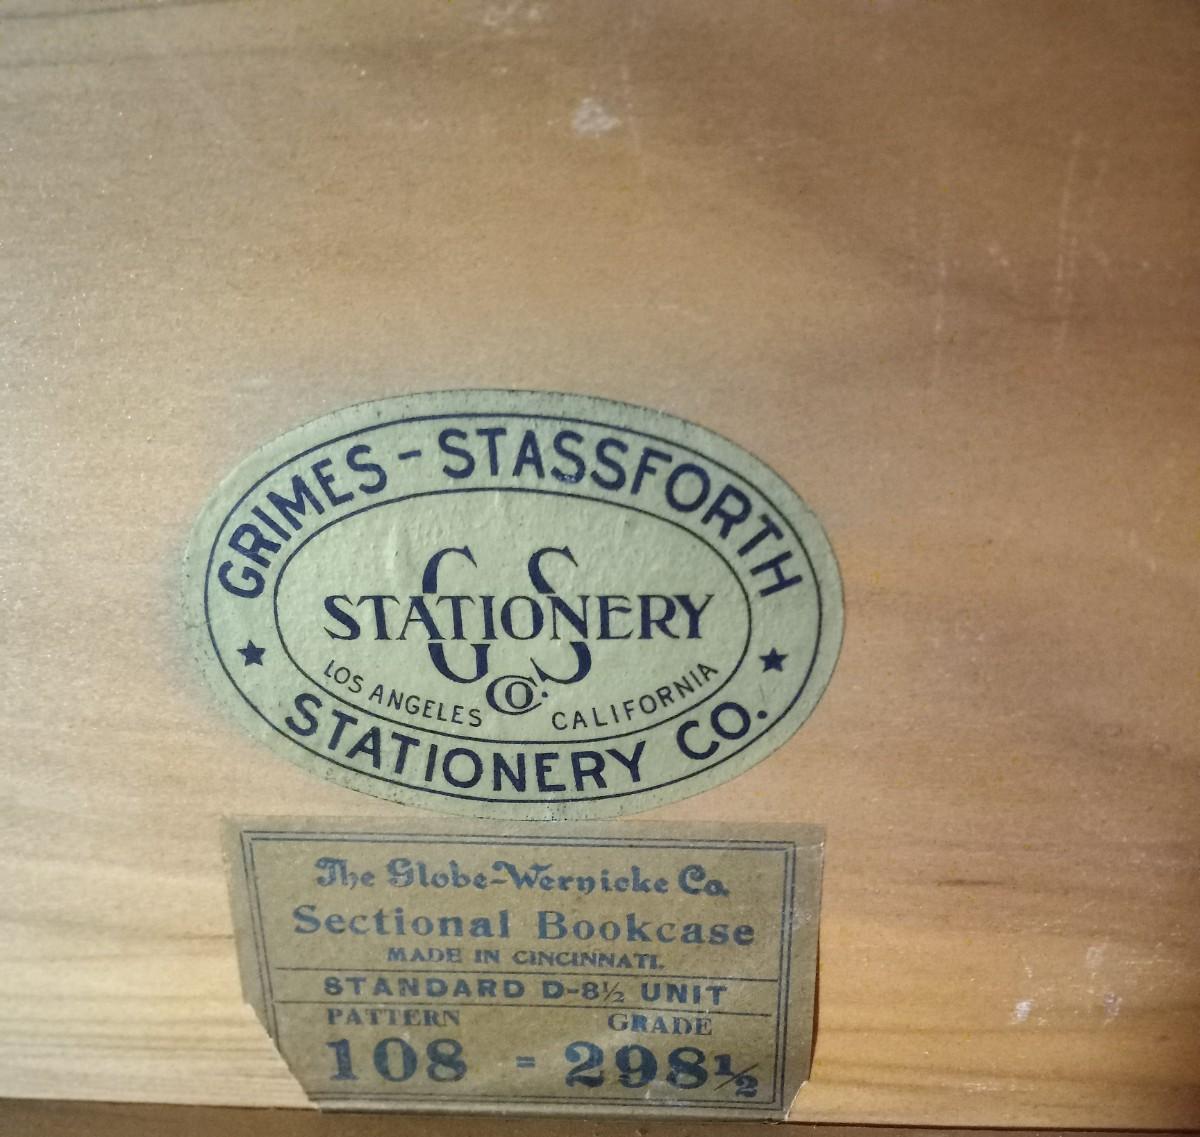 GRIMES-STASSFORTH
GS
STATIONERY
CO.
LOS ANGELES CALIFORNIA
STATIONERY CO.
The Globe-Wernicke Co.
Sectional Bookcase
MADE IN CINCINNATI.
STANDARD D-8½ UNIT
PATTERN GRADE
108 = 298½